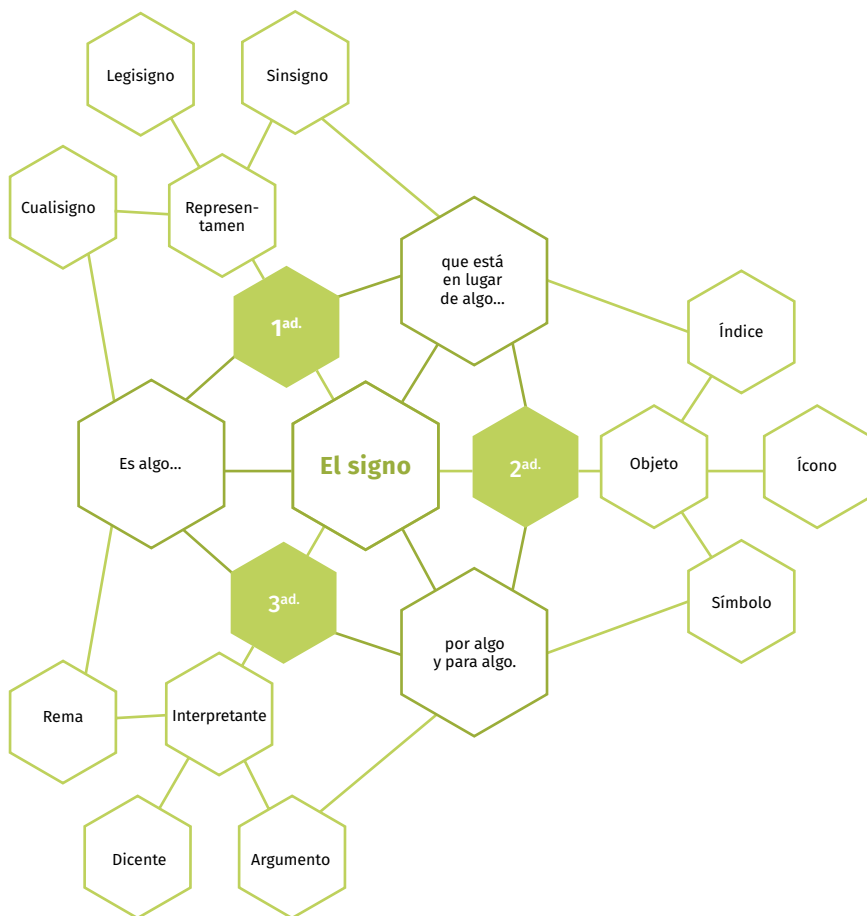 Legisigno
Sinsigno
Cualisigno
Represen-
tamen
que está
en lugar
de algo...
1ad.
Índice
Es algo...
El signo
2ad.
Objeto
Ícono
3ad.
Símbolo
por algo
y para algo.
Rema
Interpretante
Dicente
Argumento